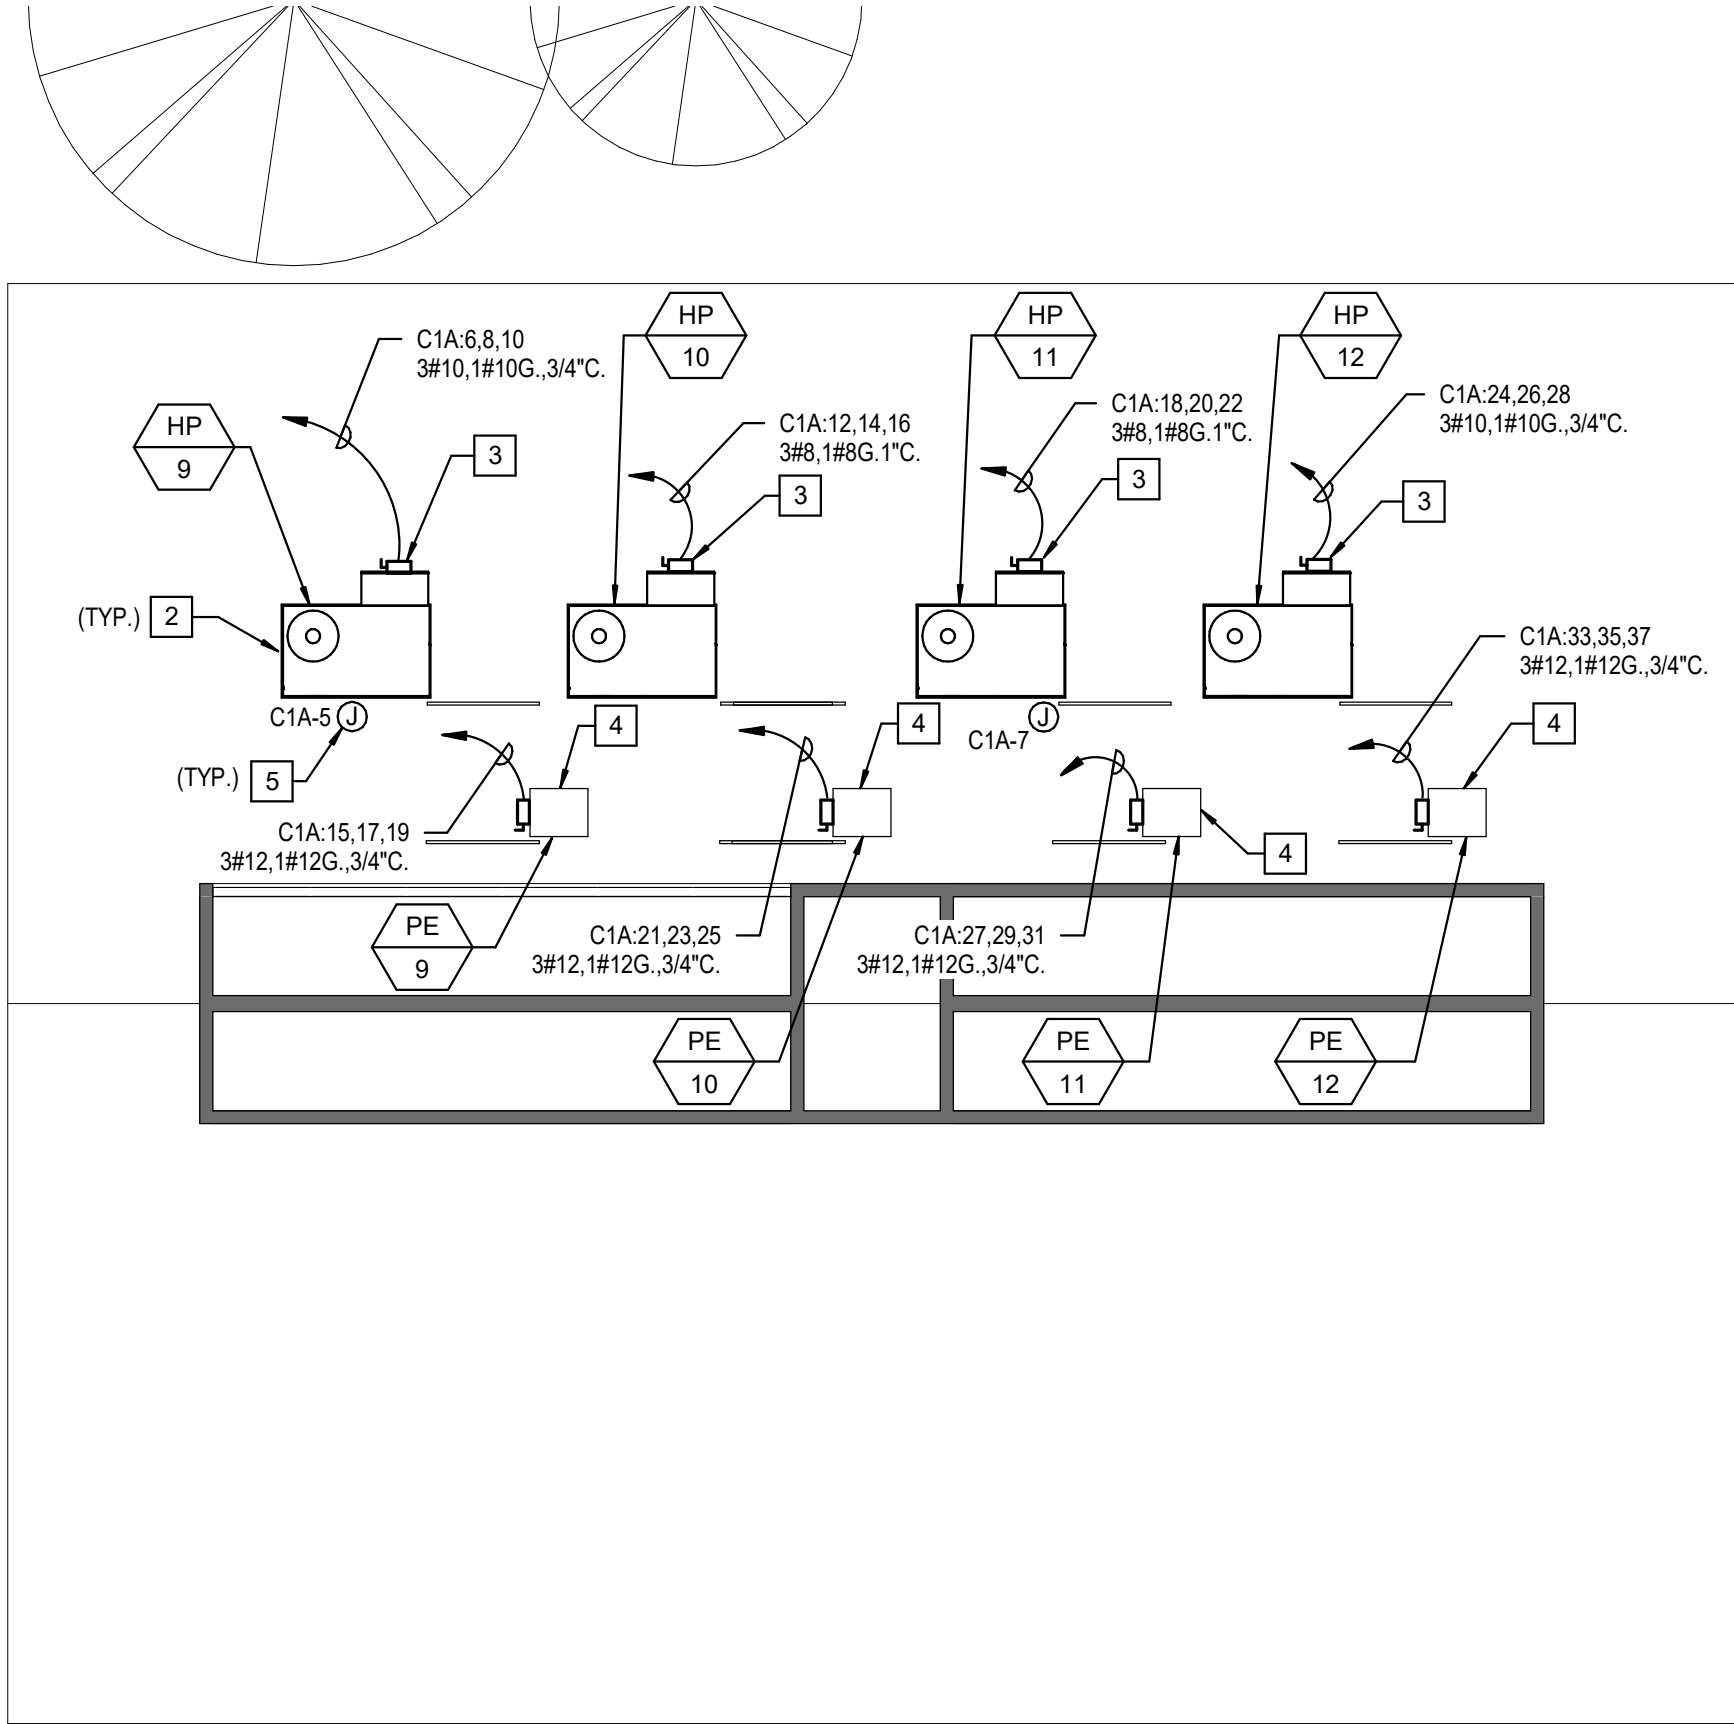 HP
10
HP
11
HP
12
C1A:6,8,10
3#10,1#10G.,3/4"C.
C1A:12,14,16
3#8,1#8G.1"C.
C1A:18,20,22
3#8,1#8G.1"C.
C1A:24,26,28
3#10,1#10G.,3/4"C.
HP
9
3
3
3
3
(TYP.) 2
C1A:33,35,37
3#12,1#12G.,3/4"C.
C1A-5 J
4
4
J
C1A-7
4
(TYP.) 5
C1A:15,17,19
3#12,1#12G.,3/4"C.
4
PE
9
C1A:21,23,25
3#12,1#12G.,3/4"C.
C1A:27,29,31
3#12,1#12G.,3/4"C.
PE
10
PE
11
PE
12